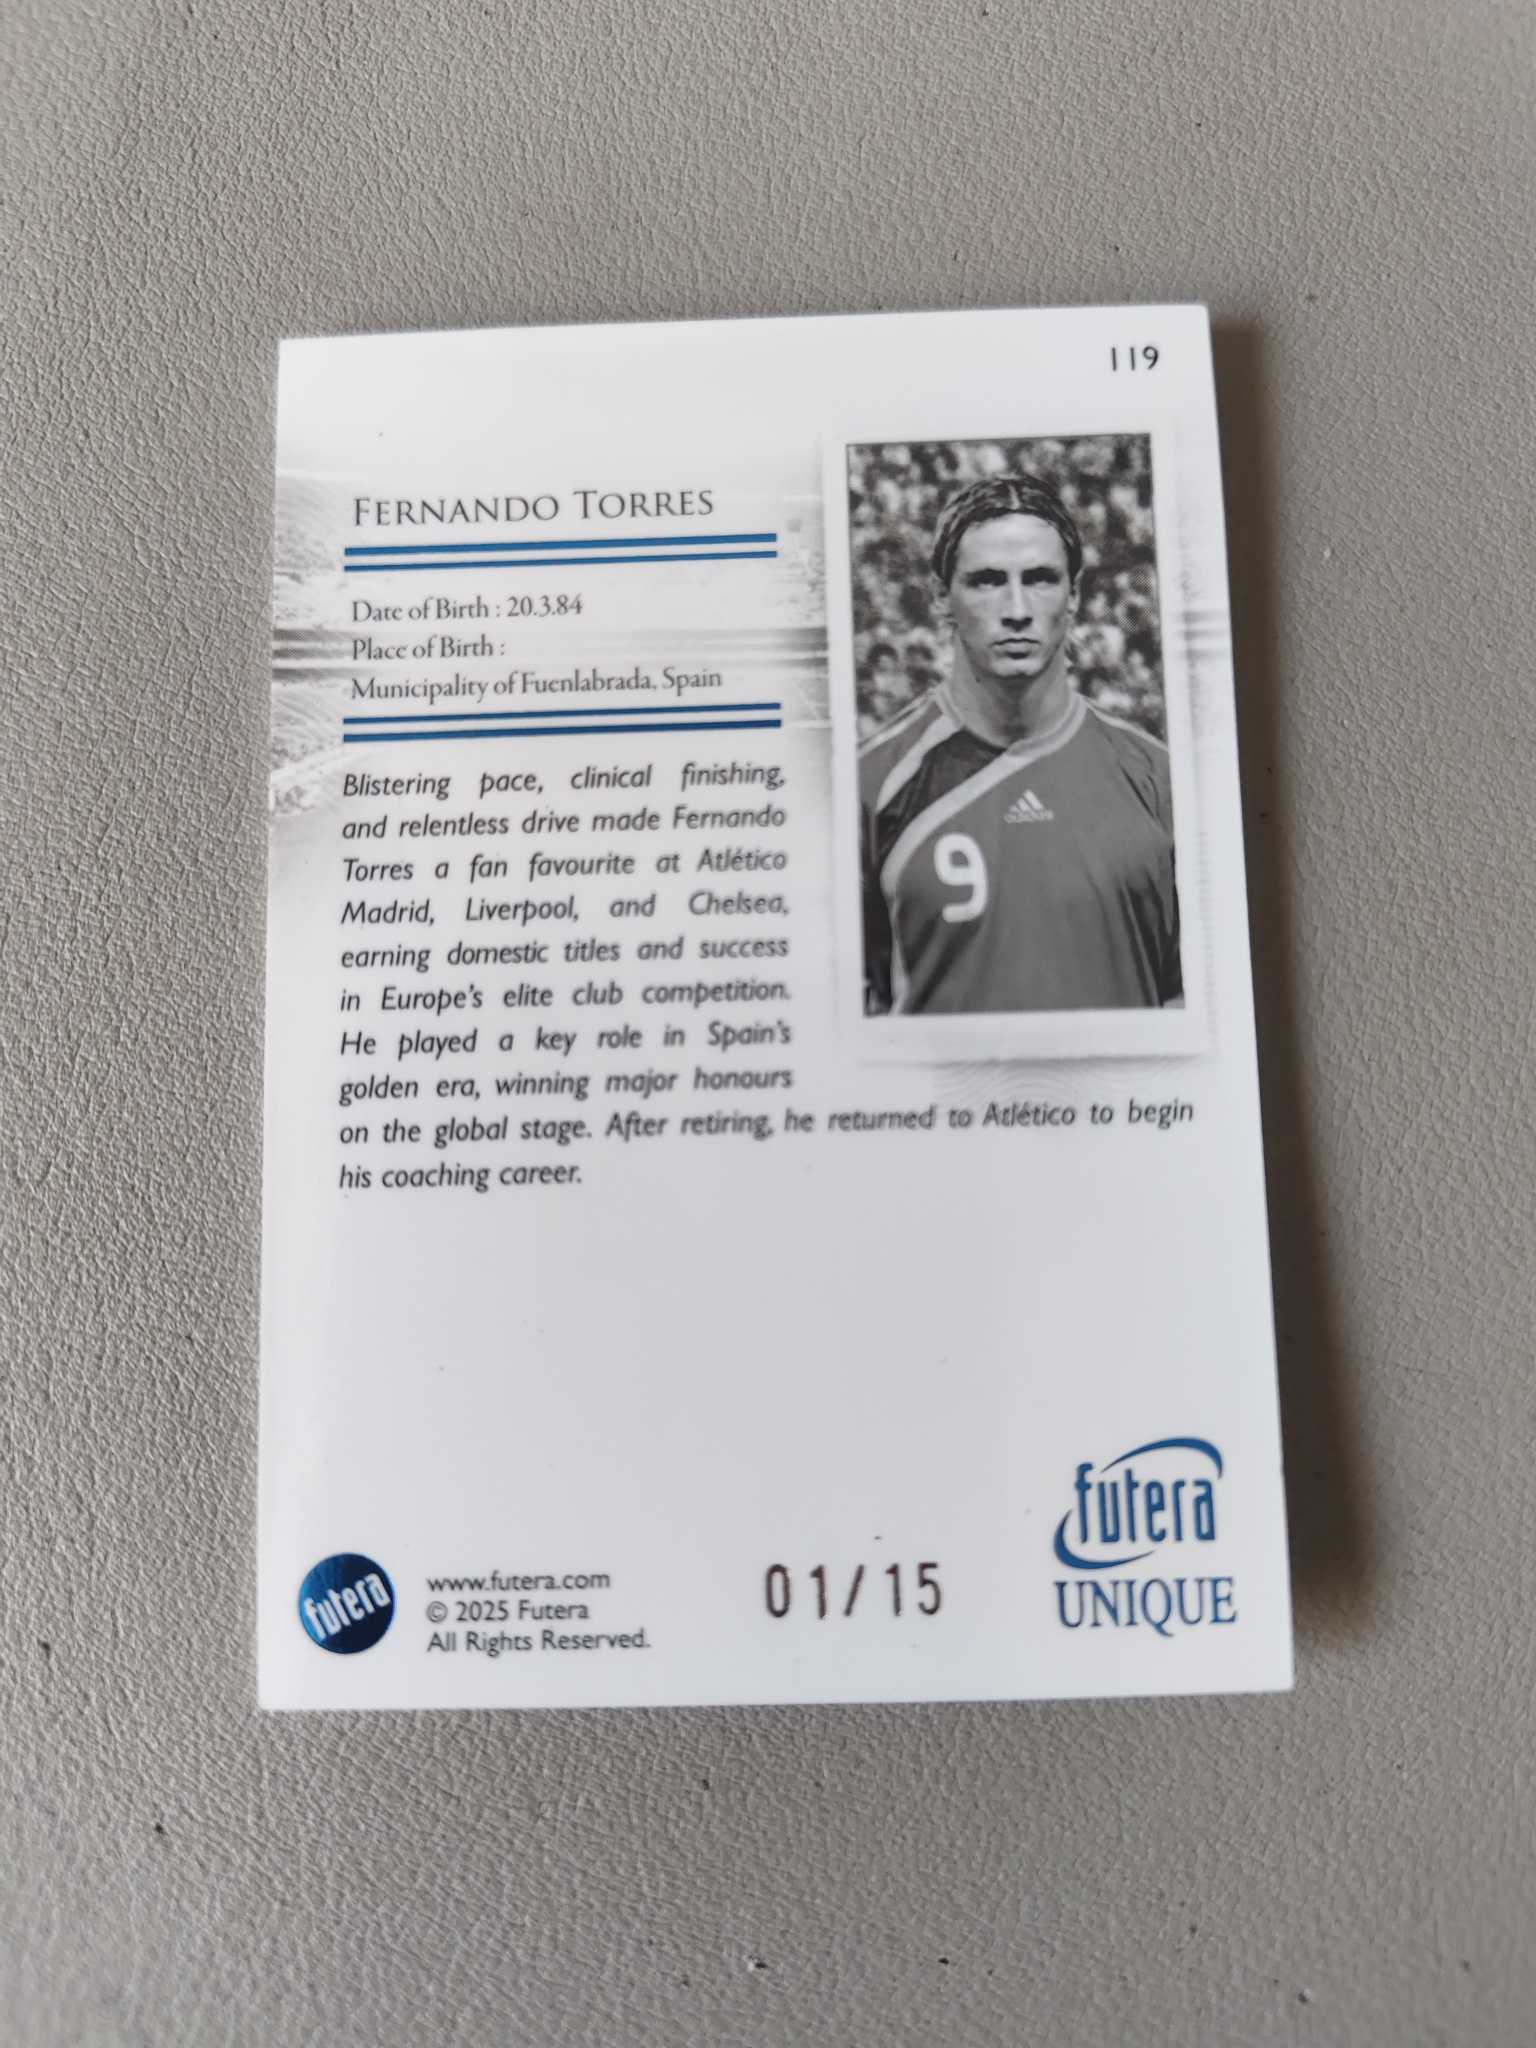 119
FERNANDO TORRES
Date of Birth : 20.3.84
Place of Birth :
Municipality of Fuenlabrada, Spain
Blistering pace, clinical finishing,
and relentless drive made Fernando
Torres a fan favourite at Atlético
Madrid, Liverpool, and Chelsea,
earning domestic titles and success
in Europe's elite club competition.
He played a key role in Spain's
golden era, winning major honours
on the global stage. After retiring, he returned to Atlético to begin
his coaching career.
adidas
9
futera
www.futera.com
© 2025 Futera
All Rights Reserved.
01/15
futera
UNIQUE